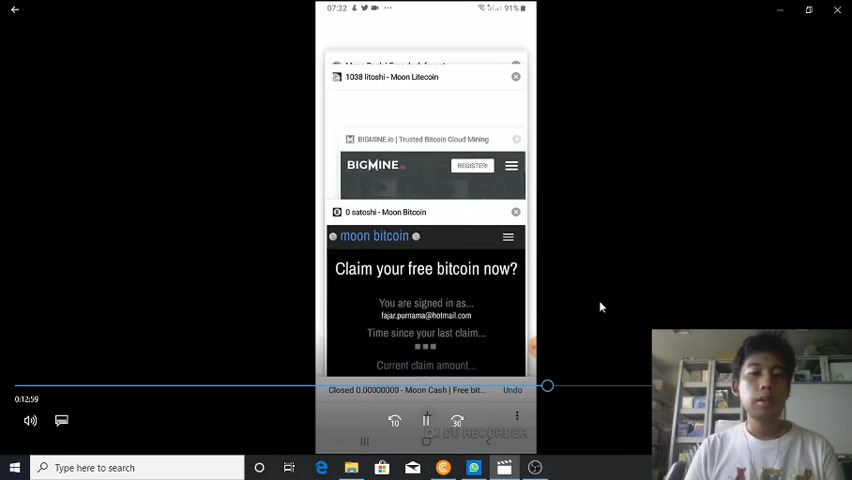 07:32
91%
1038 litoshi - Moon Litecoin
BIGMINE.io | Trusted Bitcoin Cloud Mining
BIGMINE
REGISTER!
0 satoshi - Moon Bitcoin
moon bitcoin
Claim your free bitcoin now?
You are signed in as...
fajar.purnama@hotmail.com
Time since your last claim...
Current claim amount...
Closed 0.00000000 - Moon Cash | Free bit...
Undo
0:12:59
10
30
DU RECORDER
Type here to search